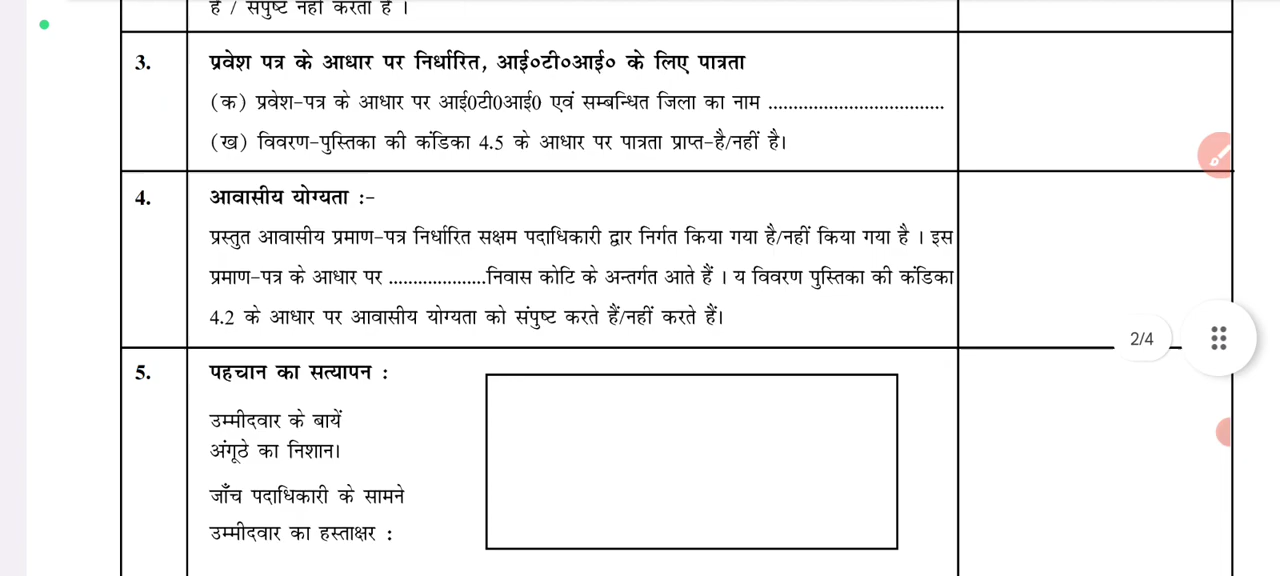 है / संपुष्ट नहीं करता है ।
3. प्रवेश पत्र के आधार पर निर्धारित, आई०टी०आई० के लिए पात्रता
(क) प्रवेश-पत्र के आधार पर आई0टी0आई0 एवं सम्बन्धित जिला का नाम ...................................
(ख) विवरण-पुस्तिका की कंडिका 4.5 के आधार पर पात्रता प्राप्त-है/नहीं है।
4. आवासीय योग्यता :-
प्रस्तुत आवासीय प्रमाण-पत्र निर्धारित सक्षम पदाधिकारी द्वार निर्गत किया गया है/नहीं किया गया है । इस
प्रमाण-पत्र के आधार पर ....................निवास कोटि के अन्तर्गत आते हैं । य विवरण पुस्तिका की कंडिका
4.2 के आधार पर आवासीय योग्यता को संपुष्ट करते हैं/नहीं करते हैं।
2/4
5. पहचान का सत्यापन :
उम्मीदवार के बायें
अंगूठे का निशान।
जाँच पदाधिकारी के सामने
उम्मीदवार का हस्ताक्षर :